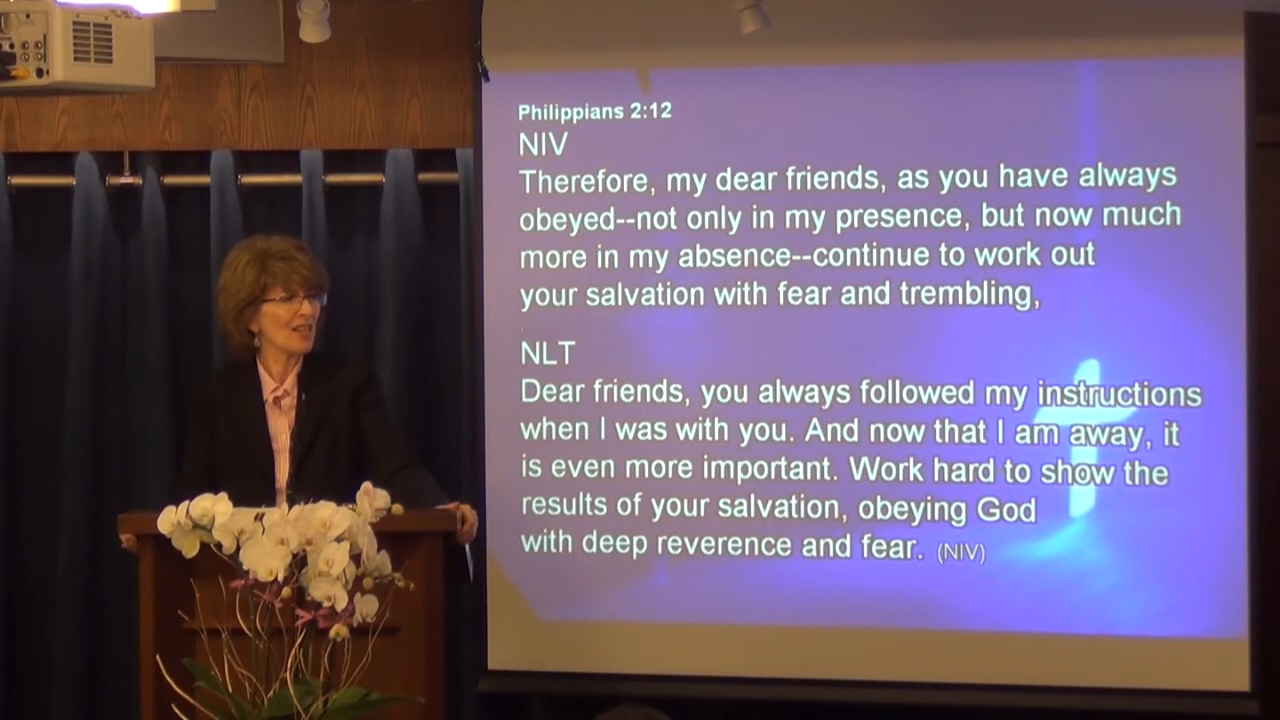 Philippians 2:12
NIV
Therefore, my dear friends, as you have always
obeyed--not only in my presence, but now much
more in my absence--continue to work out
your salvation with fear and trembling,
NLT
Dear friends, you always followed my instructions
when I was with you. And now that I am away, it
is even more important. Work hard to show the
results of your salvation, obeying God
with deep reverence and fear. (NIV)